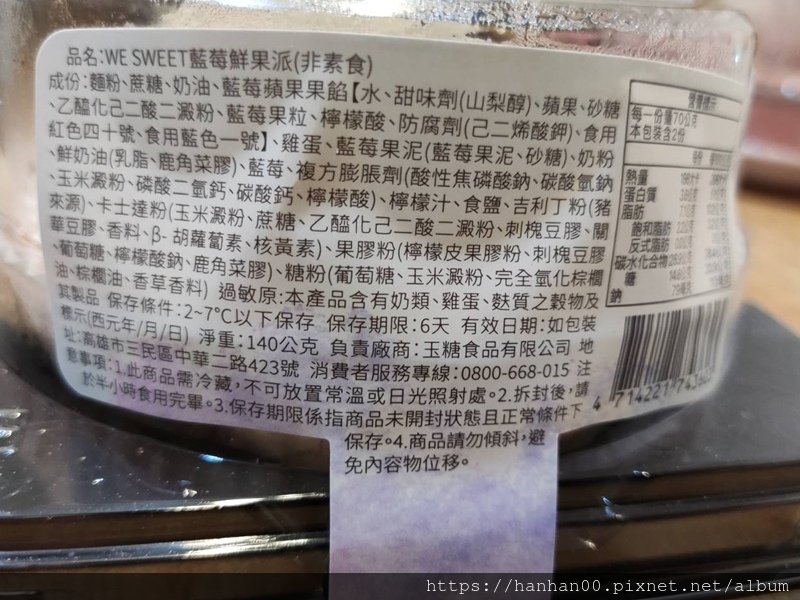 品名:WE SWEET藍莓鮮果派(非素食)
成份:麵粉、蔗糖、奶油、藍莓蘋果果餡【水、甜味劑(山梨醇)、蘋果、砂糖
、乙醯化己二酸二澱粉、藍莓果粒、檸檬酸、防腐劑(己二烯酸鉀)、食用
紅色四十號、食用藍色一號】、雞蛋、藍莓果泥(藍莓果泥、砂糖)、奶粉
、鮮奶油(乳脂、鹿角菜膠)、藍莓、複方膨脹劑(酸性焦磷酸鈉、碳酸氫鈉
、玉米澱粉、磷酸二氫鈣、碳酸鈣、檸檬酸)、檸檬汁、食鹽、吉利丁粉(豬
來源)、卡士達粉(玉米澱粉、蔗糖、乙醯化己二酸二澱粉、刺槐豆膠、關
華豆膠、香料、β- 胡蘿蔔素、核黃素)、果膠粉(檸檬皮果膠粉、刺槐豆膠
、葡萄糖、檸檬酸鈉、鹿角菜膠)、糖粉(葡萄糖、玉米澱粉、完全氫化棕櫚
油、棕櫚油、香草香料) 過敏原:本產品含有奶類、雞蛋、麩質之穀物及
其製品 保存條件:2~7°C以下保存 保存期限:6天 有效日期:如包裝
標示(西元年/月/日) 淨重:140公克 負責廠商:玉糖食品有限公司 地
址:高雄市三民區中華二路423號 消費者服務專線:0800-668-015 注
意事項:1.此商品需冷藏,不可放置常溫或日光照射處。2.拆封後,請
於半小時食用完畢。3.保存期限係指商品未開封狀態且正常條件下
保存。4.商品請勿傾斜,避
免內容物位移。
營養標示
每一份量70公克
本包裝含2份
熱量
蛋白質
脂肪
飽和脂肪
反式脂肪
碳水化合物
糖
鈉
https://hanhan00.pixnet.net/album